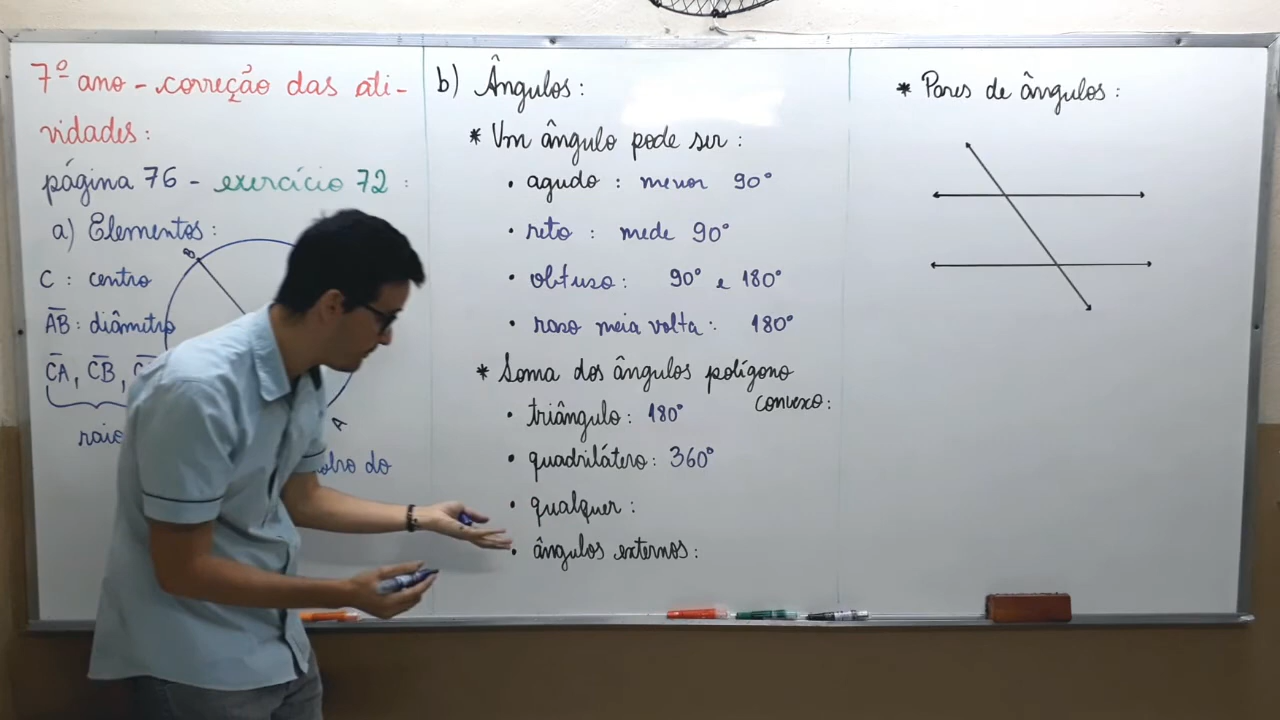 7º ano - correção das ati-
vidades:
página 76 - exercício 72 :
a) Elementos:
C : centro
AB : diâmetro
CA, CB,
raio
do
B
A
b) Ângulos:
* Um ângulo pode ser :
• agudo : menor 90°
• reto : mede 90°
• obtuso : 90° e 180°
• raso meia volta : 180°
* Soma dos ângulos polígono
convexo :
• triângulo : 180°
• quadrilátero : 360°
• qualquer :
• ângulos externos :
* Pares de ângulos :